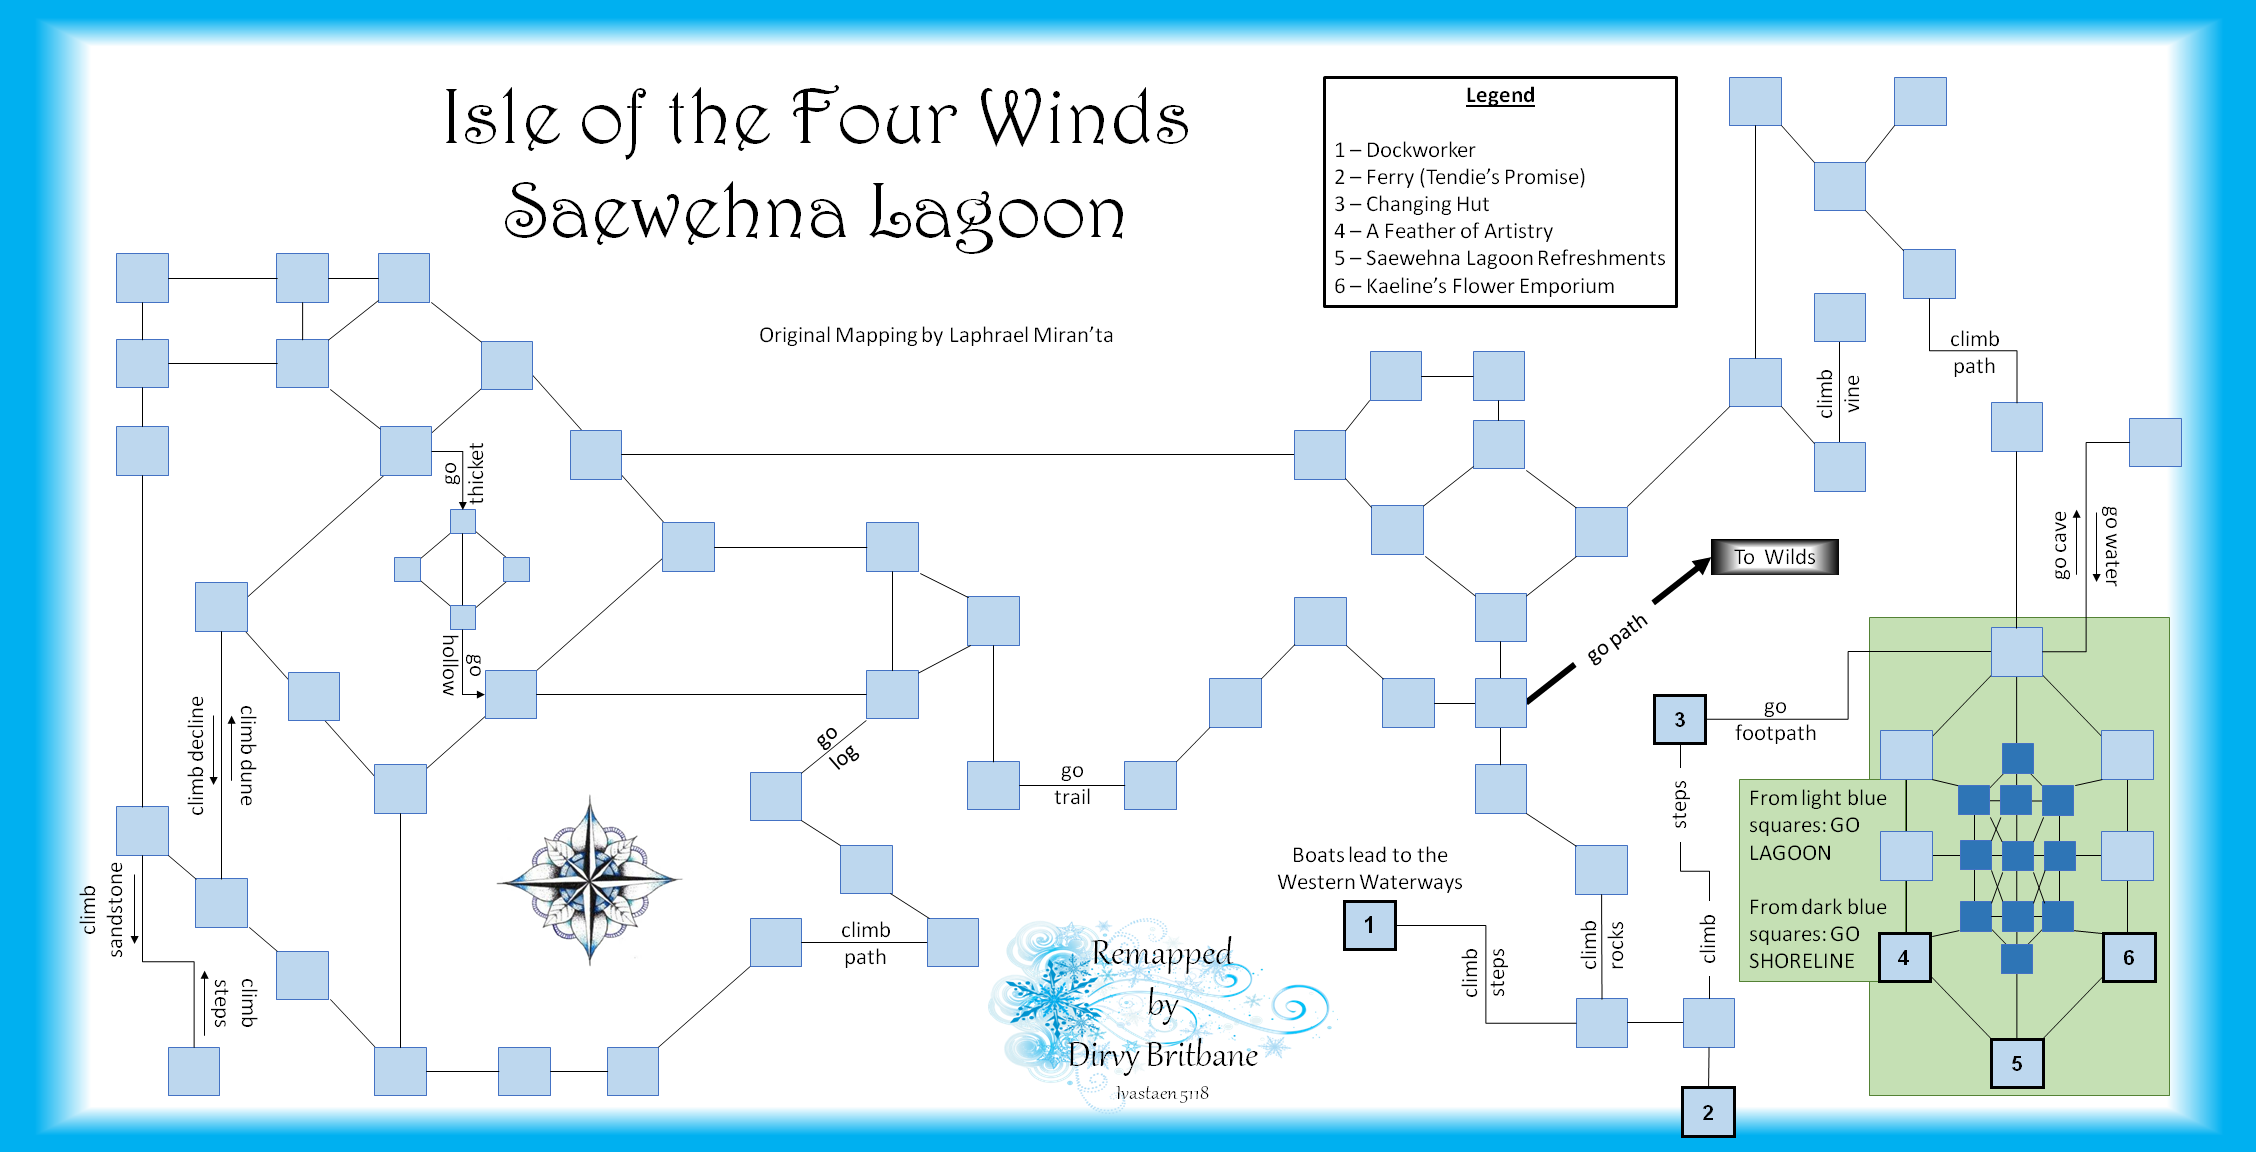 Isle of the Four Winds
Saewehna Lagoon
Original Mapping by Laphrael Miran'ta
Legend
1 – Dockworker
2 – Ferry (Tendie's Promise)
3 – Changing Hut
4 – A Feather of Artistry
5 – Saewehna Lagoon Refreshments
6 – Kaeline's Flower Emporium
climb
path
climb
vine
go
thicket
go
hollow
go cave
go water
To Wilds
go path
climb decline
climb dune
go
log
go
trail
3
go
footpath
steps
climb
From light blue
squares: GO
LAGOON
From dark blue
squares: GO
SHORELINE
4
6
5
climb
sandstone
climb
steps
climb
path
Boats lead to the
Western Waterways
1
climb
steps
climb
rocks
2
Remapped
by
Dirvy Britbane
Ivastaen 5118